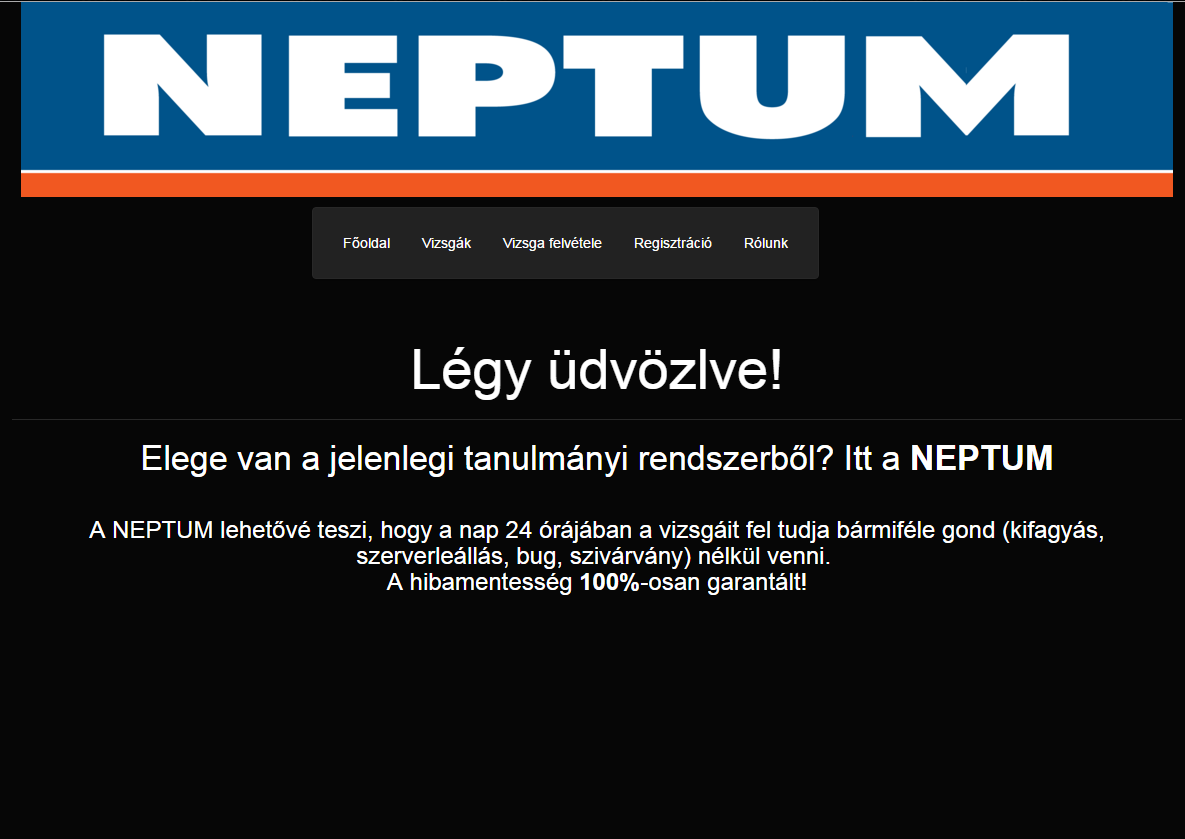 NEPTUM
Főoldal Vizsgák Vizsga felvétele Regisztráció Rólunk
Légy üdvözlve!
Elege van a jelenlegi tanulmányi rendszerből? Itt a NEPTUM
A NEPTUM lehetővé teszi, hogy a nap 24 órájában a vizsgáit fel tudja bármiféle gond (kifagyás,
szerverleállás, bug, szivárvány) nélkül venni.
A hibamentesség 100%-osan garantált!